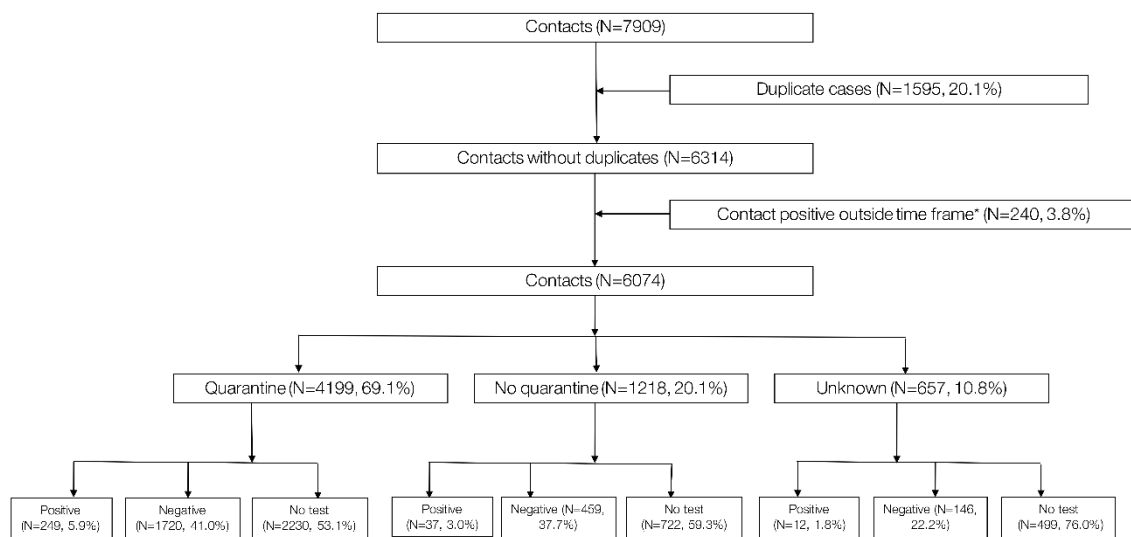 Contacts (N=7909)
Duplicate cases (N=1595, 20.1%)
Contacts without duplicates (N=6314)
Contact positive outside time frame* (N=240, 3.8%)
Contacts (N=6074)
Quarantine (N=4199, 69.1%)
No quarantine (N=1218, 20.1%)
Unknown (N=657, 10.8%)
Positive
(N=249, 5.9%)
Negative
(N=1720, 41.0%)
No test
(N=2230, 53.1%)
Positive
(N=37, 3.0%)
Negative (N=459,
37.7%)
No test
(N=722, 59.3%)
Positive
(N=12, 1.8%)
Negative (N=146,
22.2%)
No test
(N=499, 76.0%)